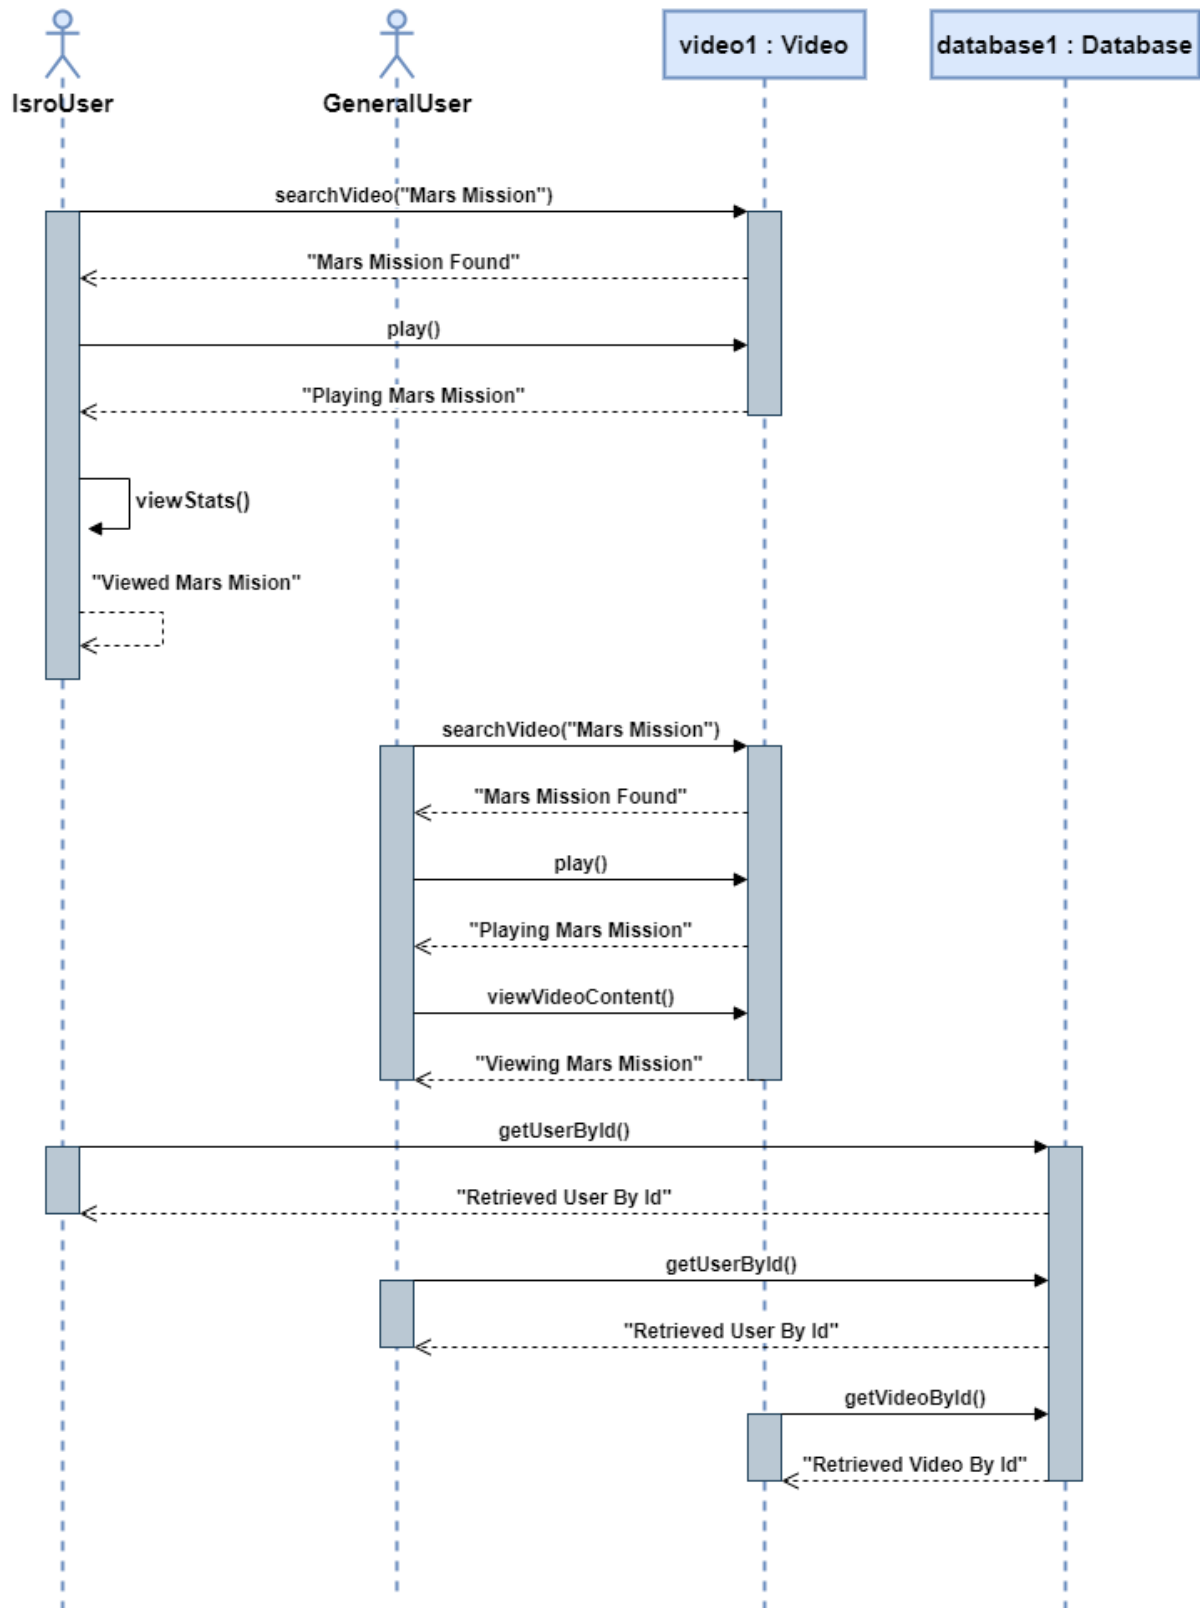 video1 : Video
database1 : Database
IsroUser
GeneralUser
searchVideo("Mars Mission")
"Mars Mission Found"
play()
"Playing Mars Mission"
viewStats()
"Viewed Mars Mision"
searchVideo("Mars Mission")
"Mars Mission Found"
play()
"Playing Mars Mission"
viewVideoContent()
"Viewing Mars Mission"
getUserById()
"Retrieved User By Id"
getUserById()
"Retrieved User By Id"
getVideoById()
"Retrieved Video By Id"